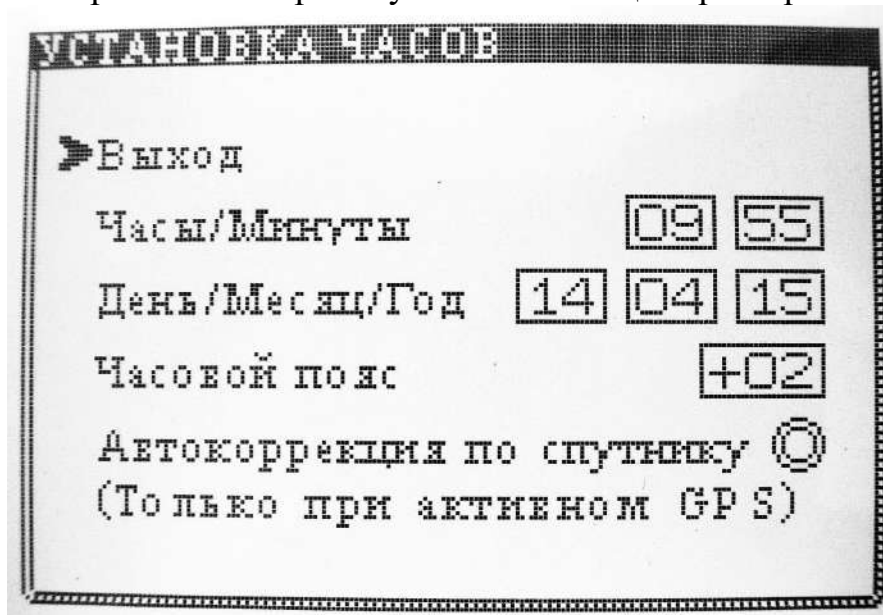 УСТАНОВКА ЧАСОВ
Выход
Часы/Минуты 09 55
День/Месяц/Год 14 04 15
Часовой пояс +02
Автокоррекция по спутнику
(Только при активном GPS)